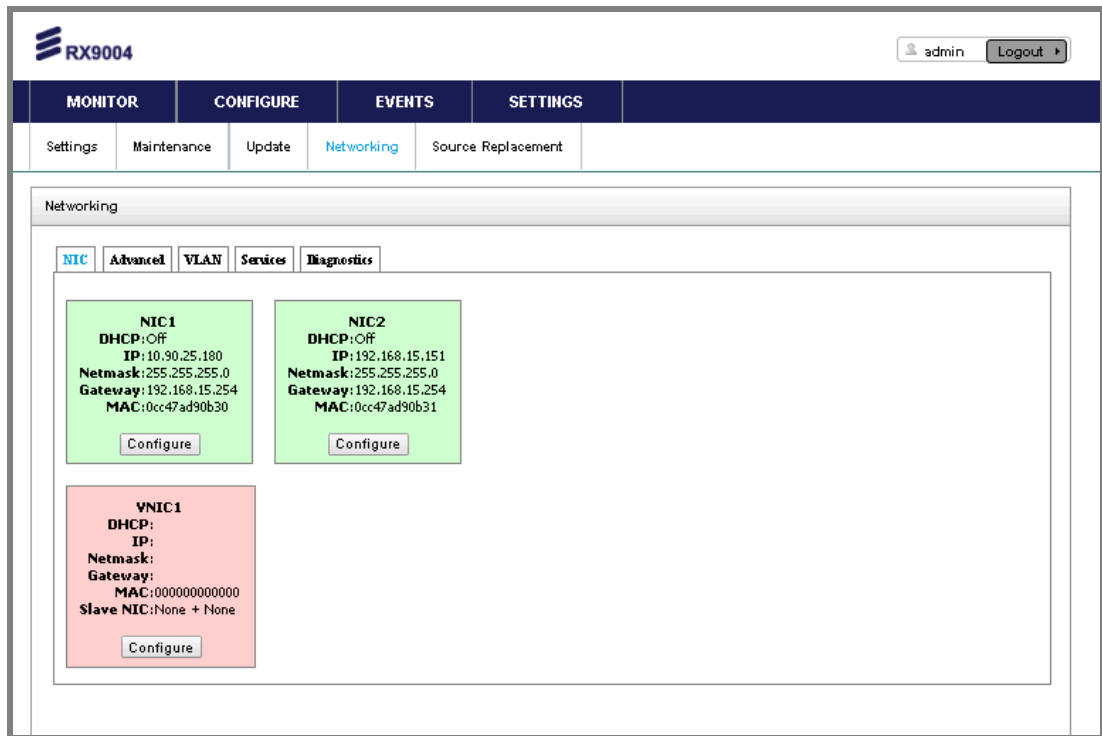 RX9004
admin Logout
MONITOR CONFIGURE EVENTS SETTINGS
Settings Maintenance Update Networking Source Replacement
Networking
NIC Advanced VLAN Services Diagnostics
NIC1
DHCP:Off
IP:10.90.25.180
Netmask:255.255.255.0
Gateway:192.168.15.254
MAC:0cc47ad90b30
Configure
NIC2
DHCP:Off
IP:192.168.15.151
Netmask:255.255.255.0
Gateway:192.168.15.254
MAC:0cc47ad90b31
Configure
VNIC1
DHCP:
IP:
Netmask:
Gateway:
MAC:000000000000
Slave NIC:None + None
Configure